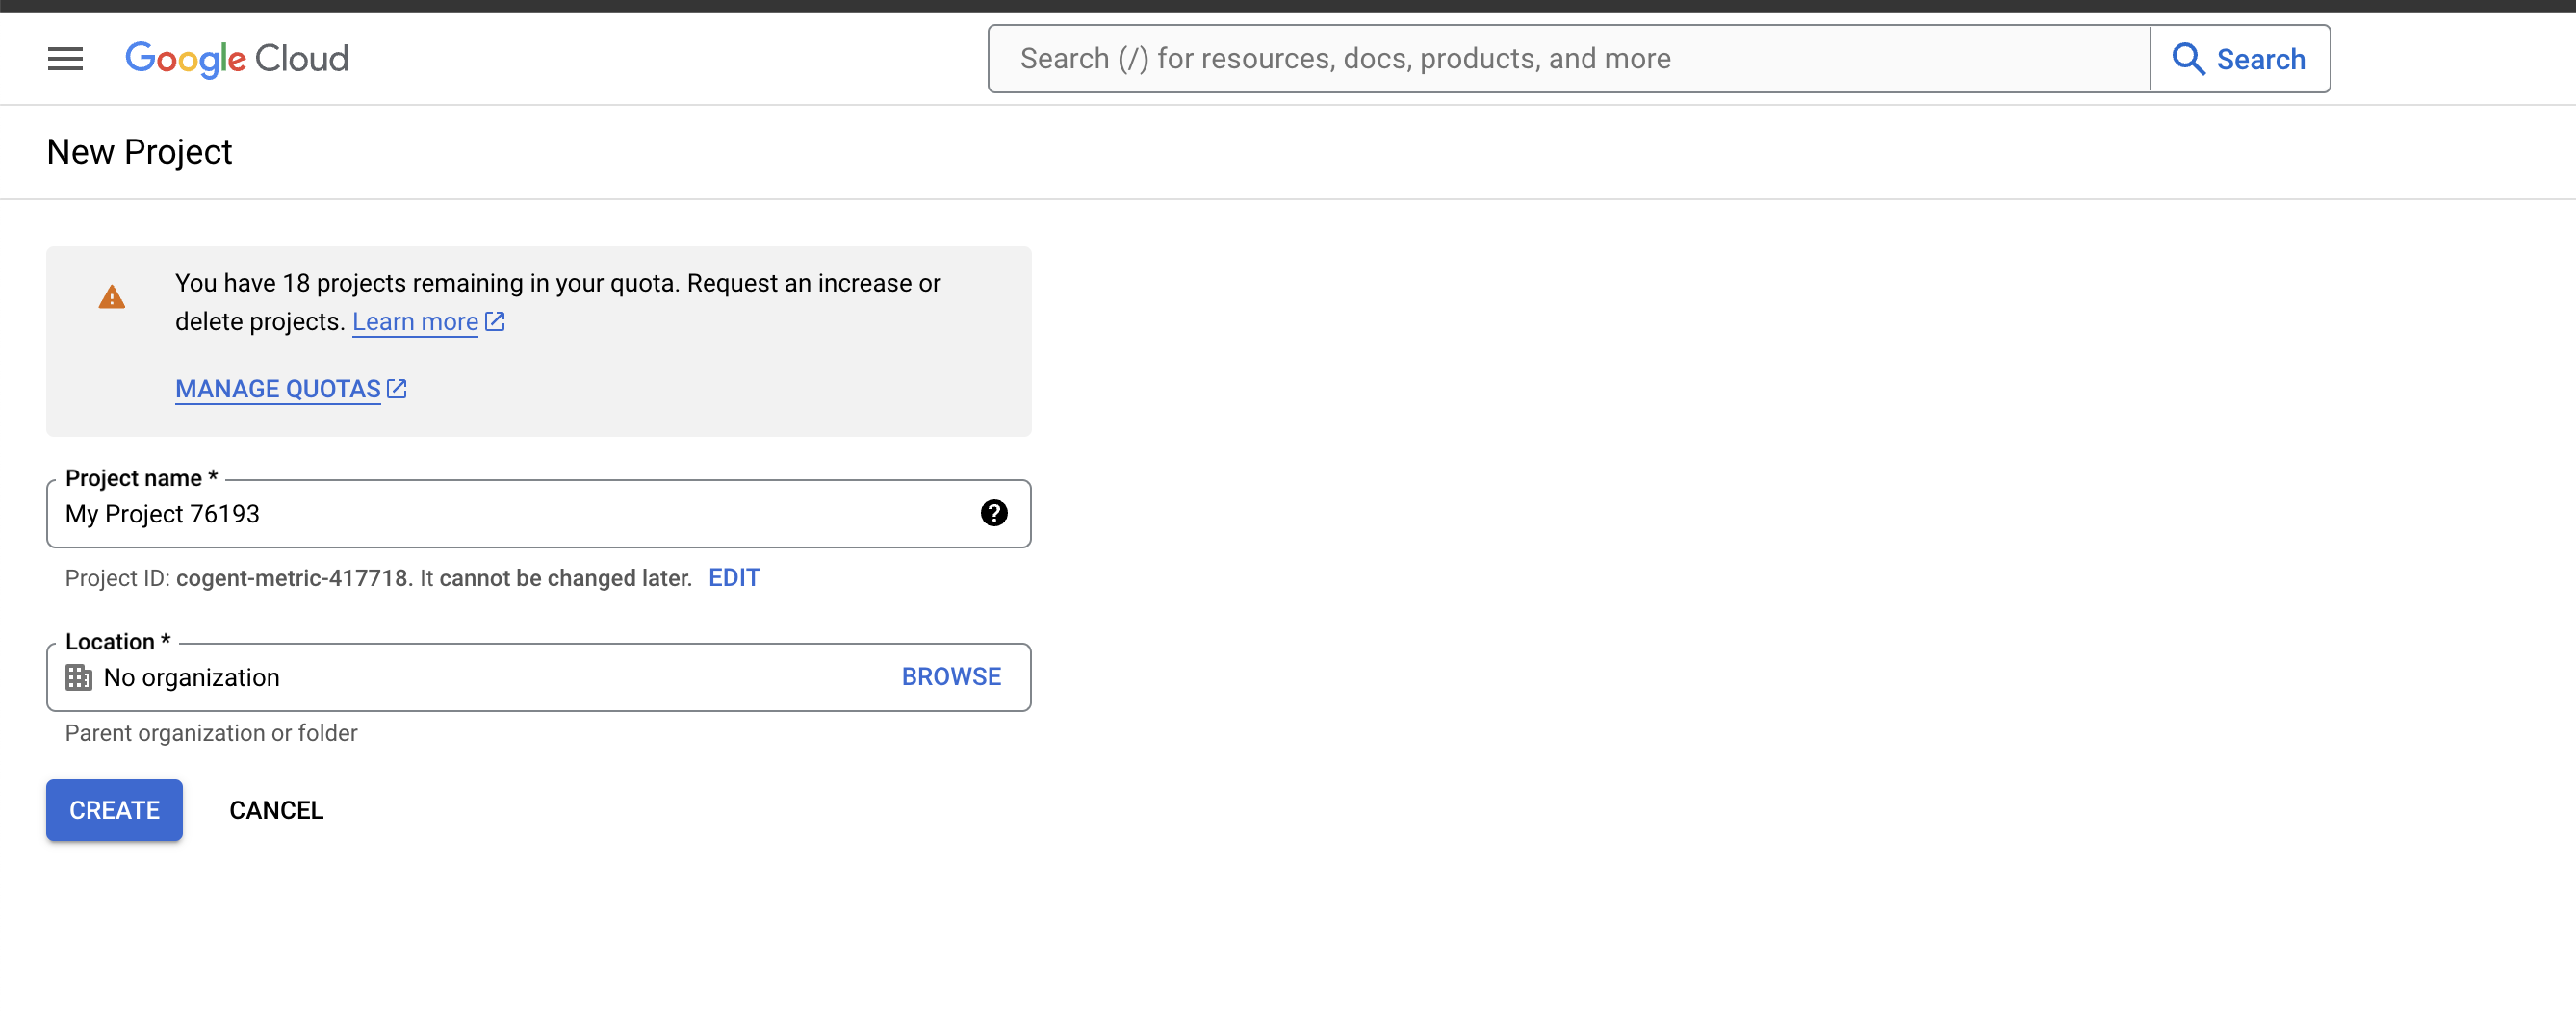 Google Cloud
Search (/) for resources, docs, products, and more
Search
New Project
You have 18 projects remaining in your quota. Request an increase or
delete projects. Learn more
MANAGE QUOTAS
Project name *
My Project 76193
Project ID: cogent-metric-417718. It cannot be changed later. EDIT
Location *
No organization
BROWSE
Parent organization or folder
CREATE
CANCEL